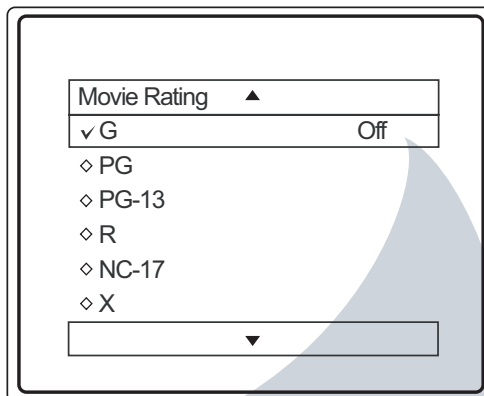 Movie Rating ▲
✓ G Off
◇ PG
◇ PG-13
◇ R
◇ NC-17
◇ X
▼